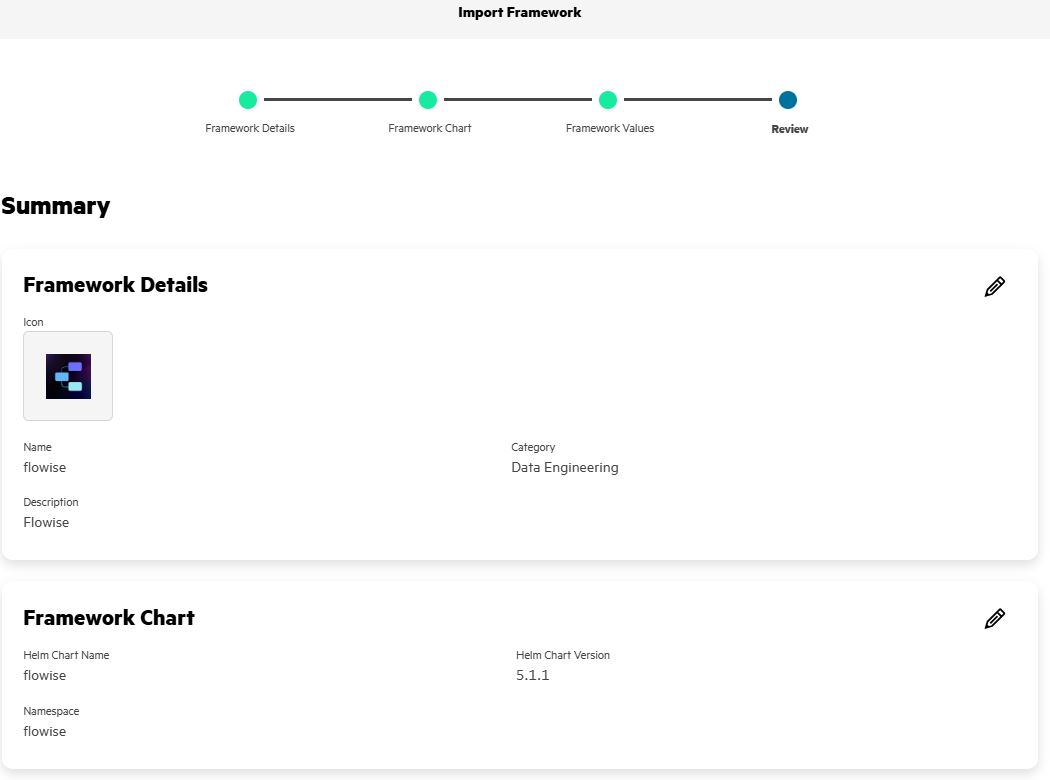 Import Framework
Framework Details
Framework Chart
Framework Values
Review
Summary
Framework Details
Icon
Name
Category
flowise
Data Engineering
Description
Flowise
Framework Chart
Helm Chart Name
Helm Chart Version
flowise
5.1.1
Namespace
flowise